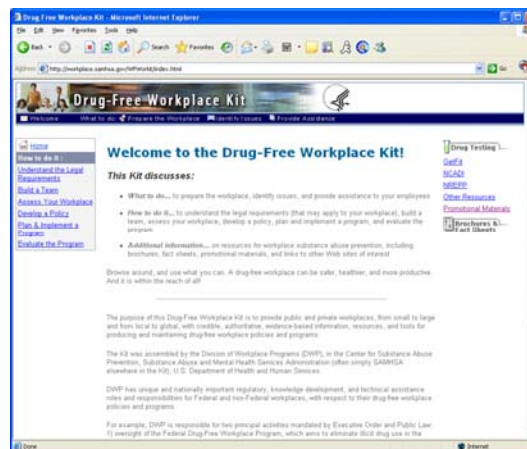 Drug Free Workplace Kit - Microsoft Internet Explorer
File Edit View Favorites Tools Help
Back Search Favorites
Address http://workplace.samhsa.gov/WPWorkit/index.html Go
Drug-Free Workplace Kit
Welcome What to do: Prepare the Workplace Identify Issues Provide Assistance
Home
How to do it :
Understand the Legal
Requirements
Build a Team
Assess Your Workplace
Develop a Policy
Plan & Implement a
Program
Evaluate the Program
Welcome to the Drug-Free Workplace Kit!
This Kit discusses:
• What to do... to prepare the workplace, identify issues, and provide assistance to your employees
• How to do it... to understand the legal requirements (that may apply to your workplace), build a
team, assess your workplace, develop a policy, plan and implement a program, and evaluate the
program
• Additional information... on resources for workplace substance abuse prevention, including
brochures, fact sheets, promotional materials, and links to other Web sites of interest
Browse around, and use what you can. A drug-free workplace can be safer, healthier, and more productive.
And it is within the reach of all!
The purpose of this Drug-Free Workplace Kit is to provide public and private workplaces, from small to large
and from local to global, with credible, authoritative, evidence-based information, resources, and tools for
producing and maintaining drug-free workplace policies and programs.
The Kit was assembled by the Division of Workplace Programs (DWP), in the Center for Substance Abuse
Prevention, Substance Abuse and Mental Health Services Administration (often simply SAMHSA
elsewhere in the Kit), U.S. Department of Health and Human Services.
DWP has unique and nationally important regulatory, knowledge development, and technical assistance
roles and responsibilities for Federal and non-Federal workplaces, with respect to their drug-free workplace
policies and programs.
For example, DWP is responsible for two principal activities mandated by Executive Order and Public Law:
1) oversight of the Federal Drug-Free Workplace Program, which aims to eliminate illicit drug use in the
Drug Testing
GetFit
NCADI
NREPP
Other Resources
Promotional Materials
Brochures &
Fact Sheets
Done Internet